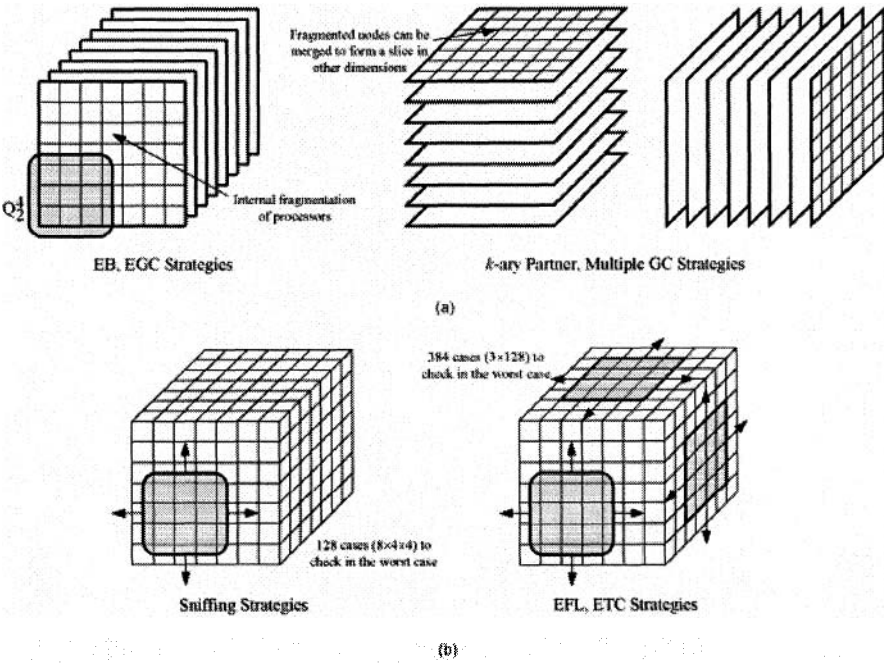 Fragmented nodes can be
merged to form a slice in
other dimensions
Q₂⁴
Internal fragmentation
of processors
EB, EGC Strategies
k-ary Partner, Multiple GC Strategies
(a)
384 cases (3×128) to
check in the worst case
128 cases (8×4×4) to
check in the worst case
Sniffing Strategies
EFL, ETC Strategies
(b)